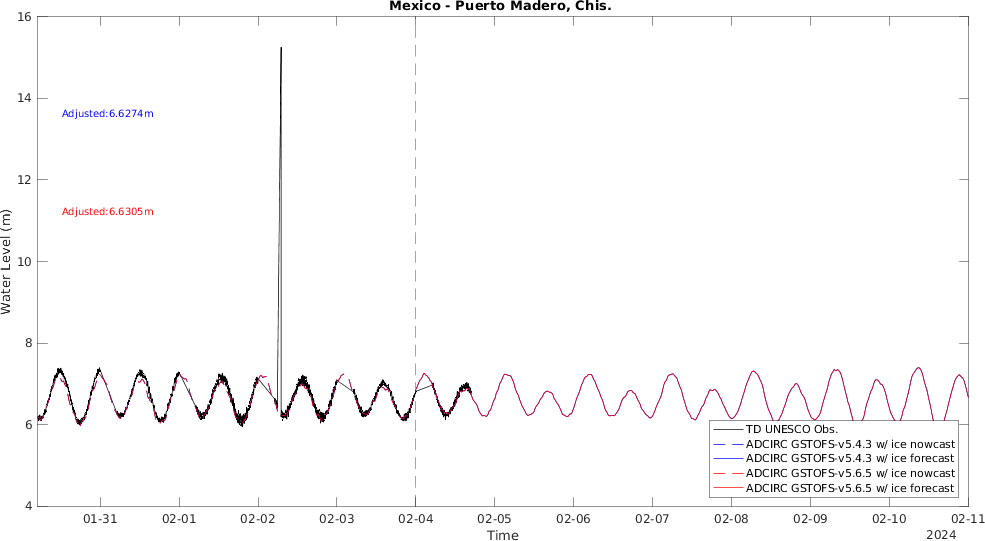 Mexico - Puerto Madero, Chis.
16
14
12
10
8
6
4
Water Level (m)
Adjusted:6.6274m
Adjusted:6.6305m
TD UNESCO Obs.
ADCIRC GSTOFS-v5.4.3 w/ ice nowcast
ADCIRC GSTOFS-v5.4.3 w/ ice forecast
ADCIRC GSTOFS-v5.6.5 w/ ice nowcast
ADCIRC GSTOFS-v5.6.5 w/ ice forecast
01-31 02-01 02-02 02-03 02-04 02-05 02-06 02-07 02-08 02-09 02-10 02-11
Time
2024